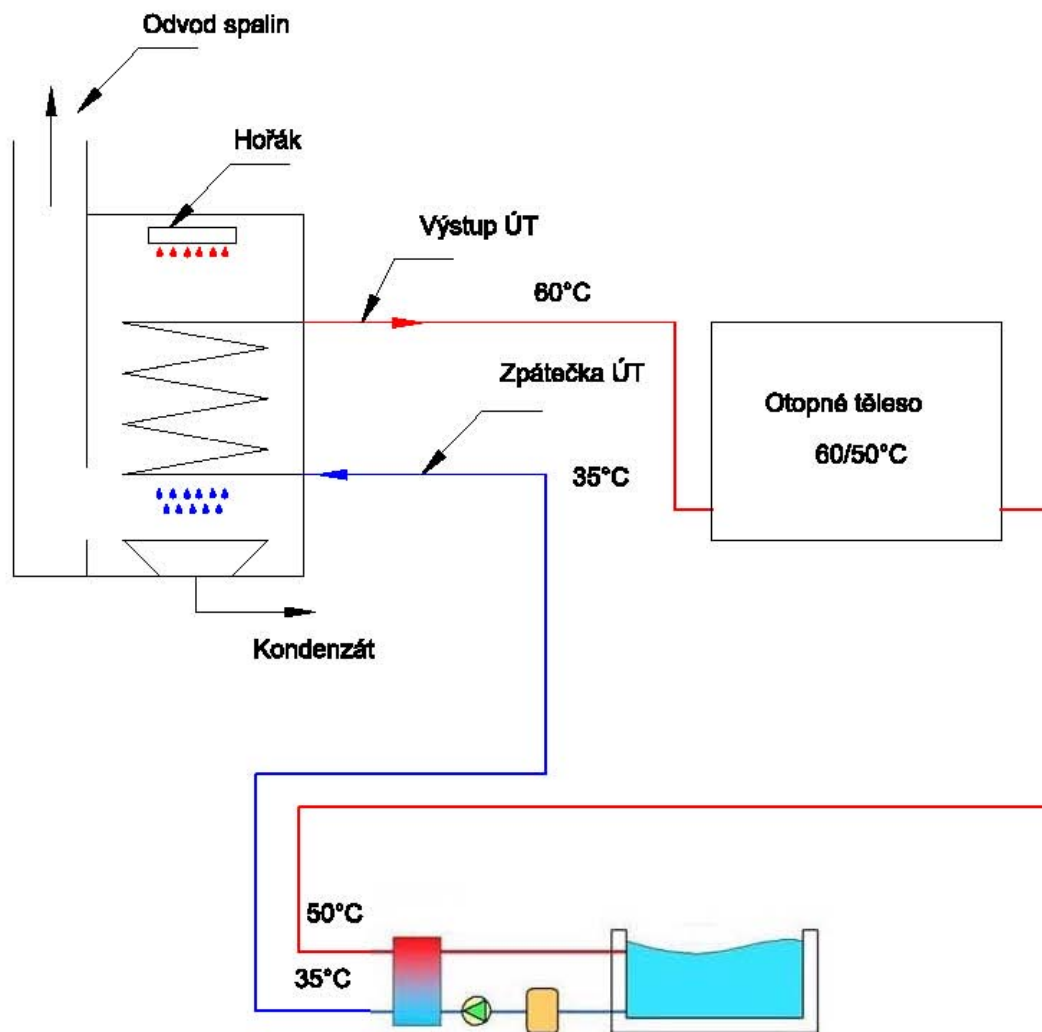 Odvod spalin
Hořák
Výstup ÚT
60°C
Zpátečka ÚT
35°C
Otopné těleso
60/50°C
Kondenzát
50°C
35°C